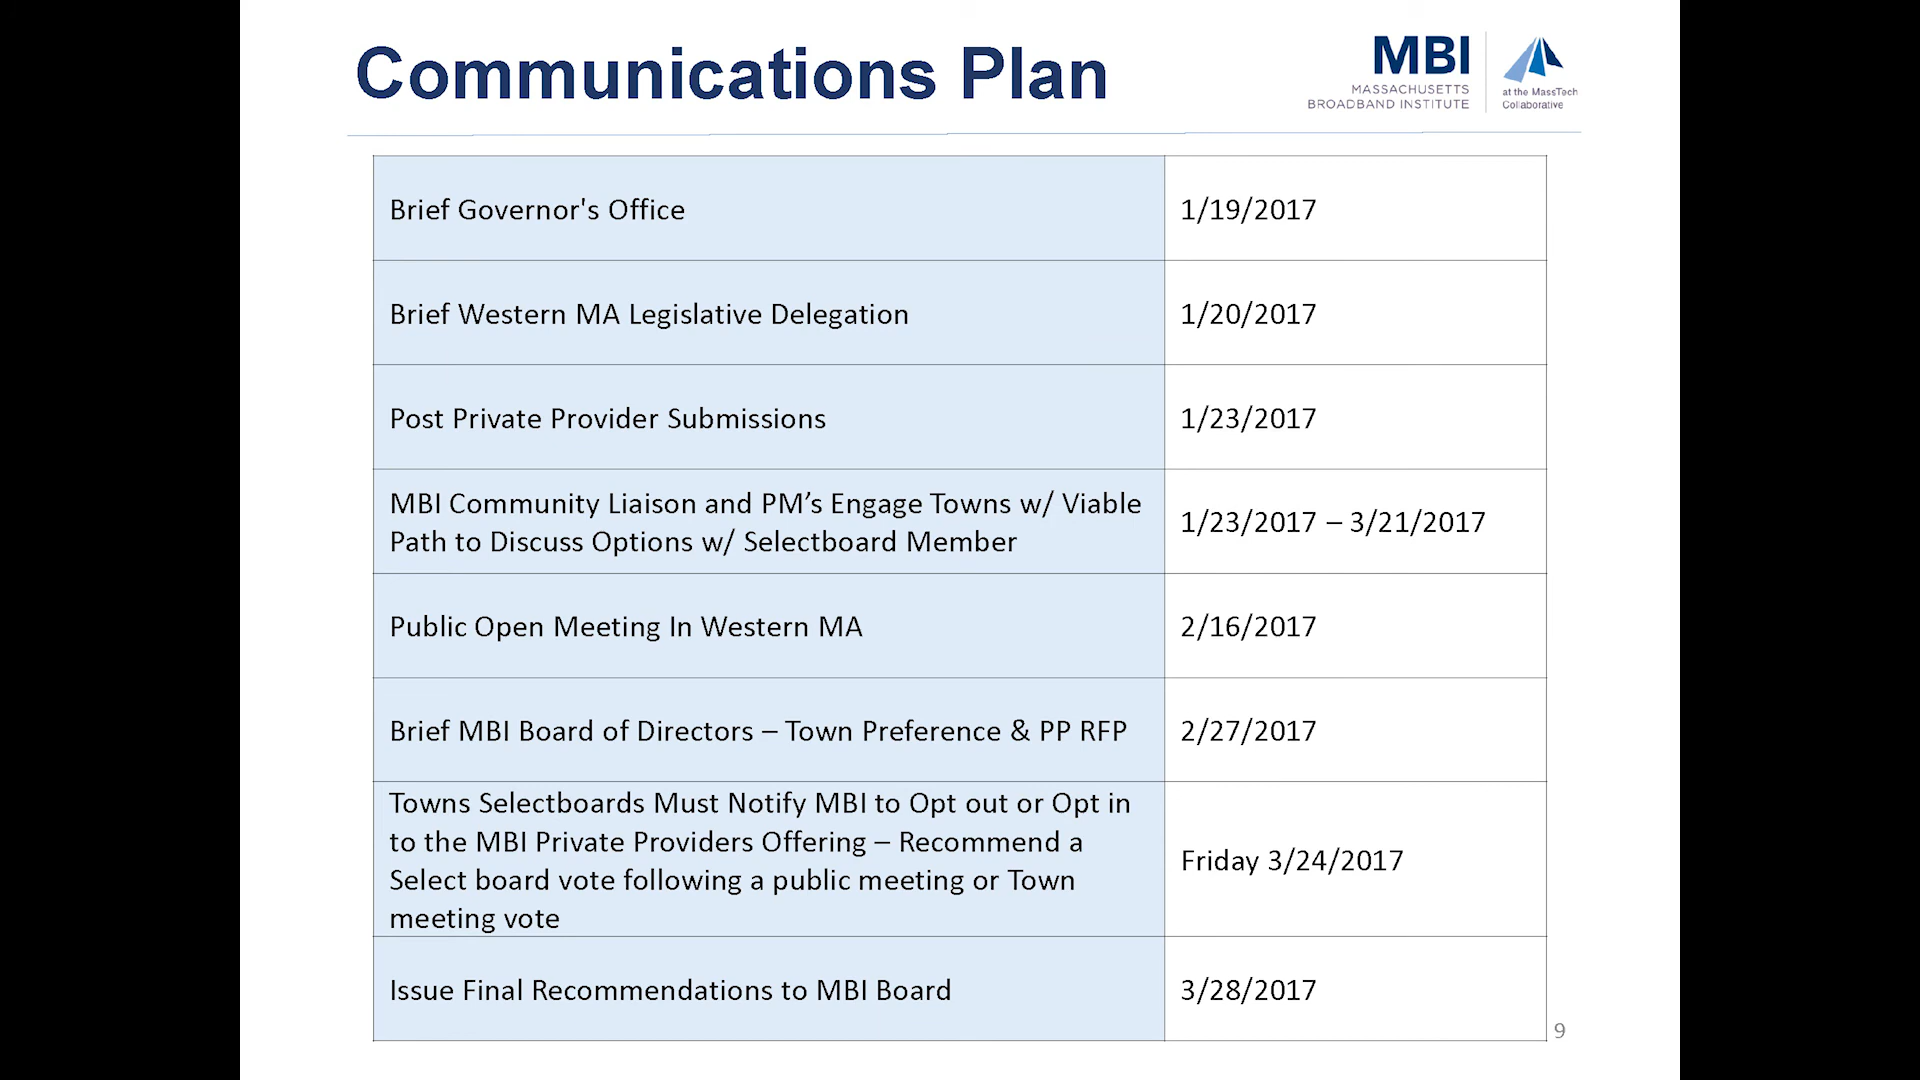 Communications Plan
MBI
MASSACHUSETTS
BROADBAND INSTITUTE
at the MassTech
Collaborative
Brief Governor's Office
1/19/2017
Brief Western MA Legislative Delegation
1/20/2017
Post Private Provider Submissions
1/23/2017
MBI Community Liaison and PM’s Engage Towns w/ Viable
Path to Discuss Options w/ Selectboard Member
1/23/2017 – 3/21/2017
Public Open Meeting In Western MA
2/16/2017
Brief MBI Board of Directors – Town Preference & PP RFP
2/27/2017
Towns Selectboards Must Notify MBI to Opt out or Opt in
to the MBI Private Providers Offering – Recommend a
Select board vote following a public meeting or Town
meeting vote
Friday 3/24/2017
Issue Final Recommendations to MBI Board
3/28/2017
9